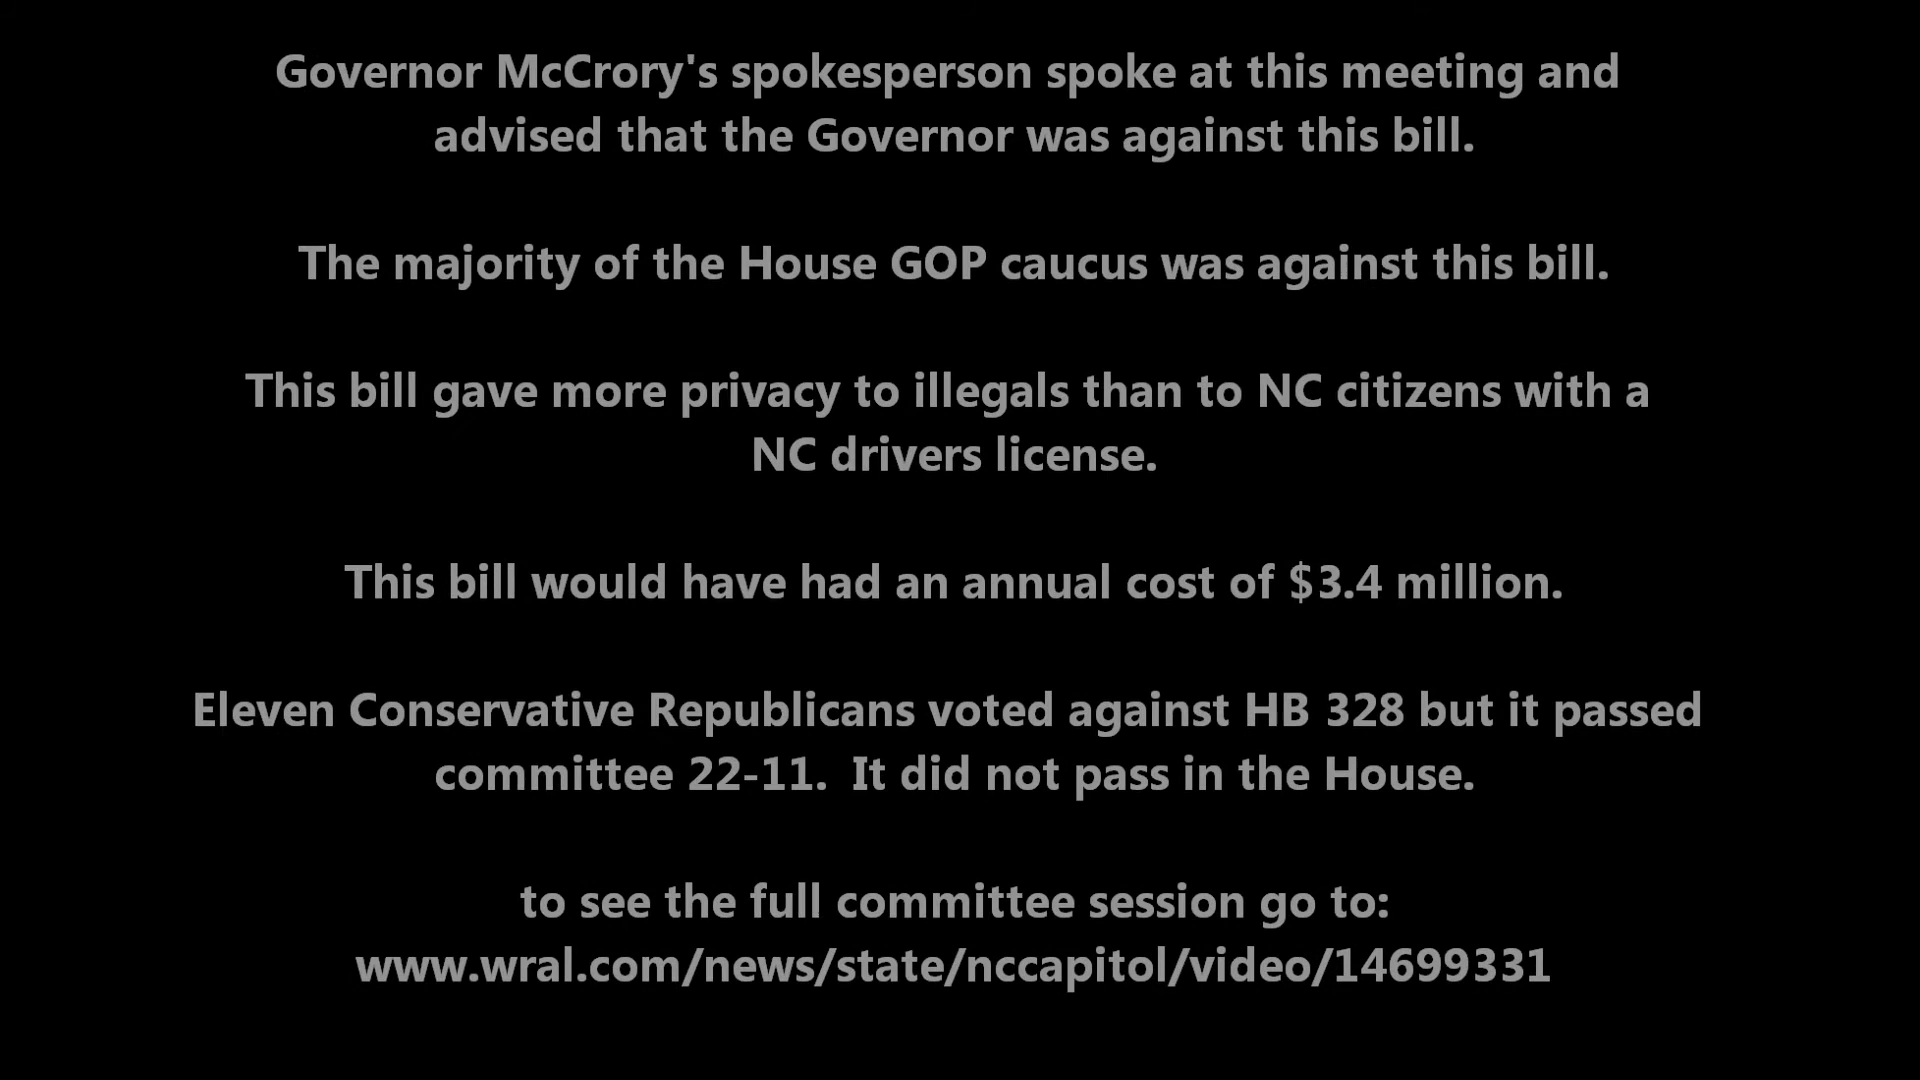 Governor McCrory's spokesperson spoke at this meeting and
advised that the Governor was against this bill.
The majority of the House GOP caucus was against this bill.
This bill gave more privacy to illegals than to NC citizens with a
NC drivers license.
This bill would have had an annual cost of $3.4 million.
Eleven Conservative Republicans voted against HB 328 but it passed
committee 22-11.  It did not pass in the House.
to see the full committee session go to:
www.wral.com/news/state/nccapitol/video/14699331